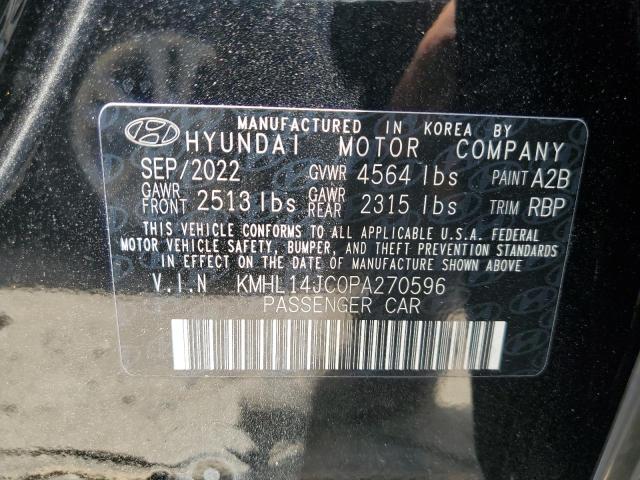 MANUFACTURED IN KOREA BY
HYUNDAI MOTOR COMPANY
SEP/2022 GVWR 4564 lbs PAINT A2B
GAWR FRONT 2513 lbs GAWR REAR 2315 lbs TRIM RBP
THIS VEHICLE CONFORMS TO ALL APPLICABLE U.S.A. FEDERAL
MOTOR VEHICLE SAFETY, BUMPER, AND THEFT PREVENTION STANDARDS
IN EFFECT ON THE DATE OF MANUFACTURE SHOWN ABOVE.
V.I.N KMHL14JC0PA270596
PASSENGER CAR